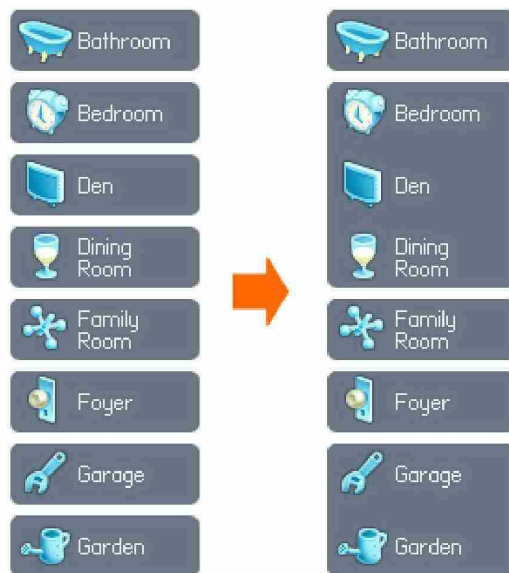 Bathroom
Bedroom
Den
Dining
Room
Family
Room
Foyer
Garage
Garden
Bathroom
Bedroom
Den
Dining
Room
Family
Room
Foyer
Garage
Garden